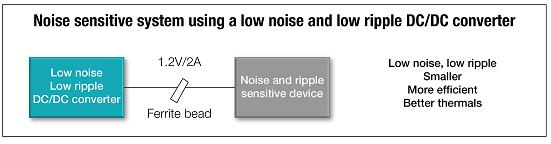 Noise sensitive system using a low noise and low ripple DC/DC converter
Low noise
Low ripple
DC/DC converter
1.2V/2A
Ferrite bead
Noise and ripple
sensitive device
Low noise, low ripple
Smaller
More efficient
Better thermals